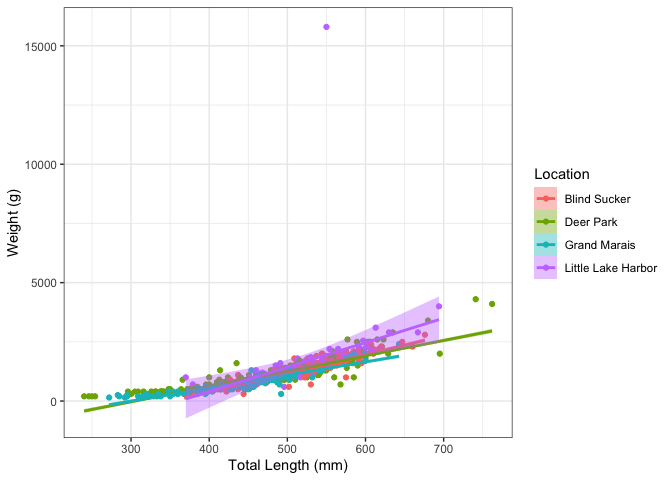 15000
10000
5000
0
Weight (g)
300
400
500
600
700
Total Length (mm)
Location
Blind Sucker
Deer Park
Grand Marais
Little Lake Harbor